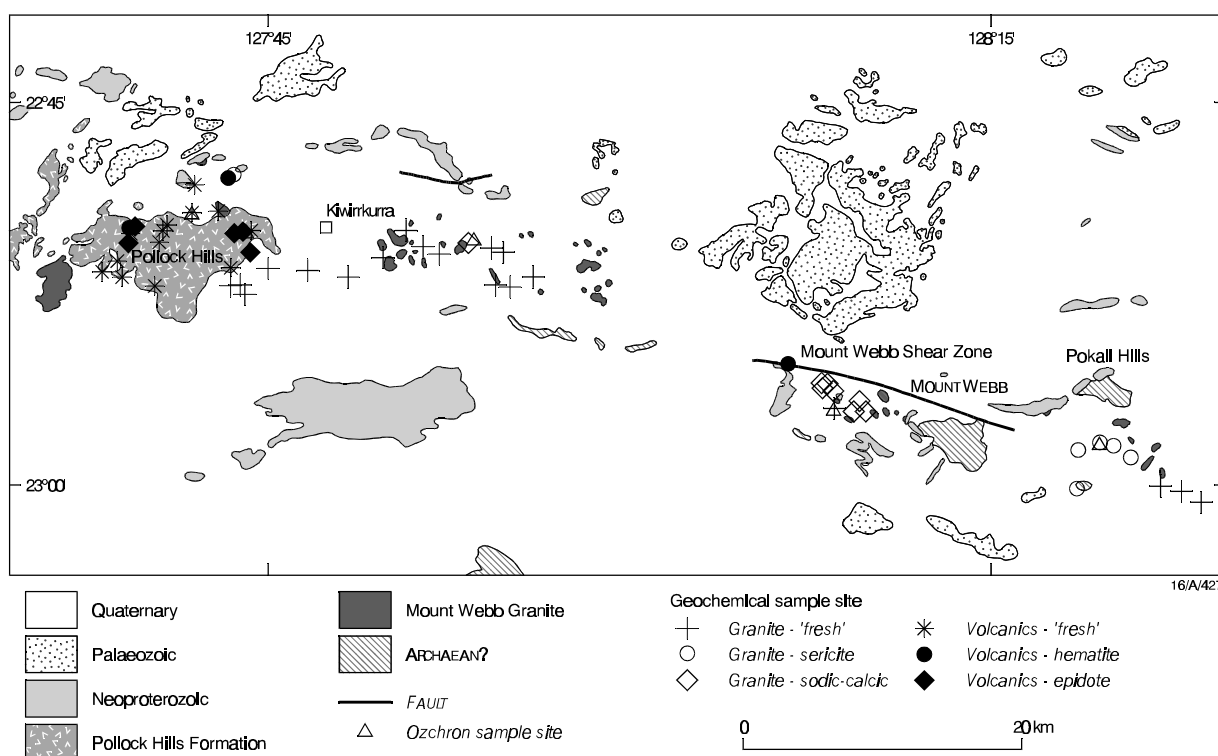 127°45'
128°15'
22°45'
Kiwirrkurra
Pollock Hills
Mount Webb Shear Zone
Pokall Hills
MOUNT WEBB
23°00'
16/A/427
Quaternary
Palaeozoic
Neoproterozoic
Pollock Hills Formation
Mount Webb Granite
ARCHAEAN?
FAULT
Ozchron sample site
Geochemical sample site
Granite - 'fresh'
Granite - sericite
Granite - sodic-calcic
Volcanics - 'fresh'
Volcanics - hematite
Volcanics - epidote
0 20 km